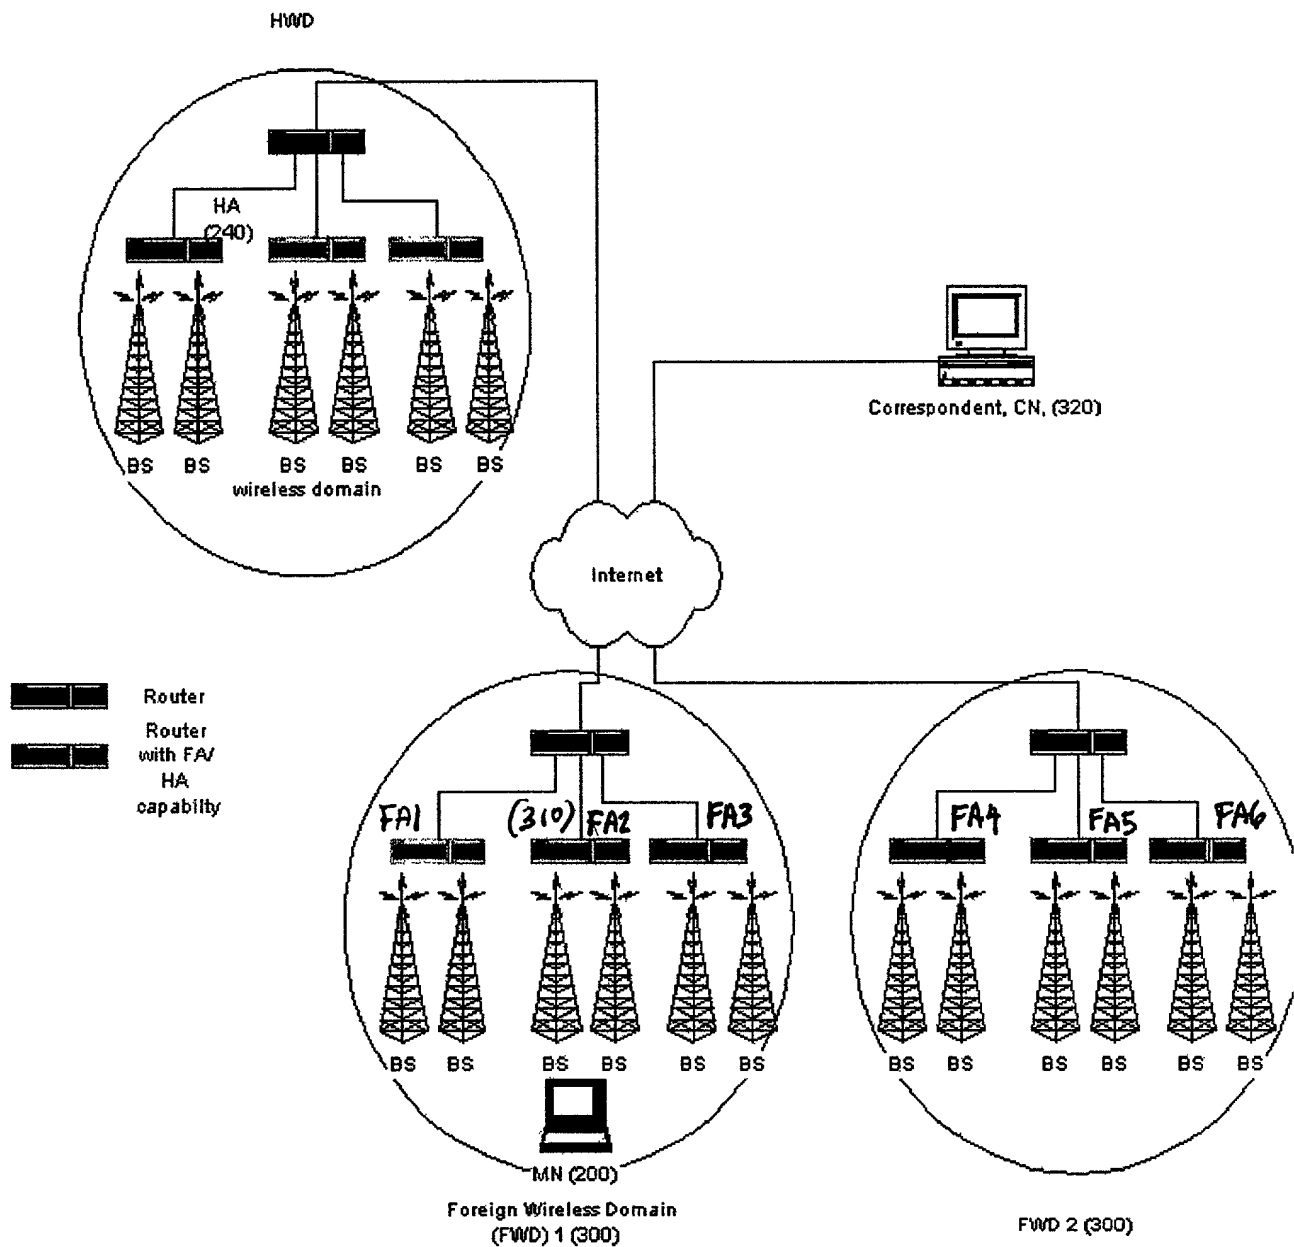 HWD
HA
(240)
BS BS BS BS BS BS
wireless domain
Correspondent, CN, (320)
Internet
Router
Router
with FA/
HA
capabilty
FA1 (310) FA2 FA3
FA4 FA5 FA6
BS BS BS BS BS BS
BS BS BS BS BS BS
MN (200)
Foreign Wireless Domain
(FWD) 1 (300)
FWD 2 (300)